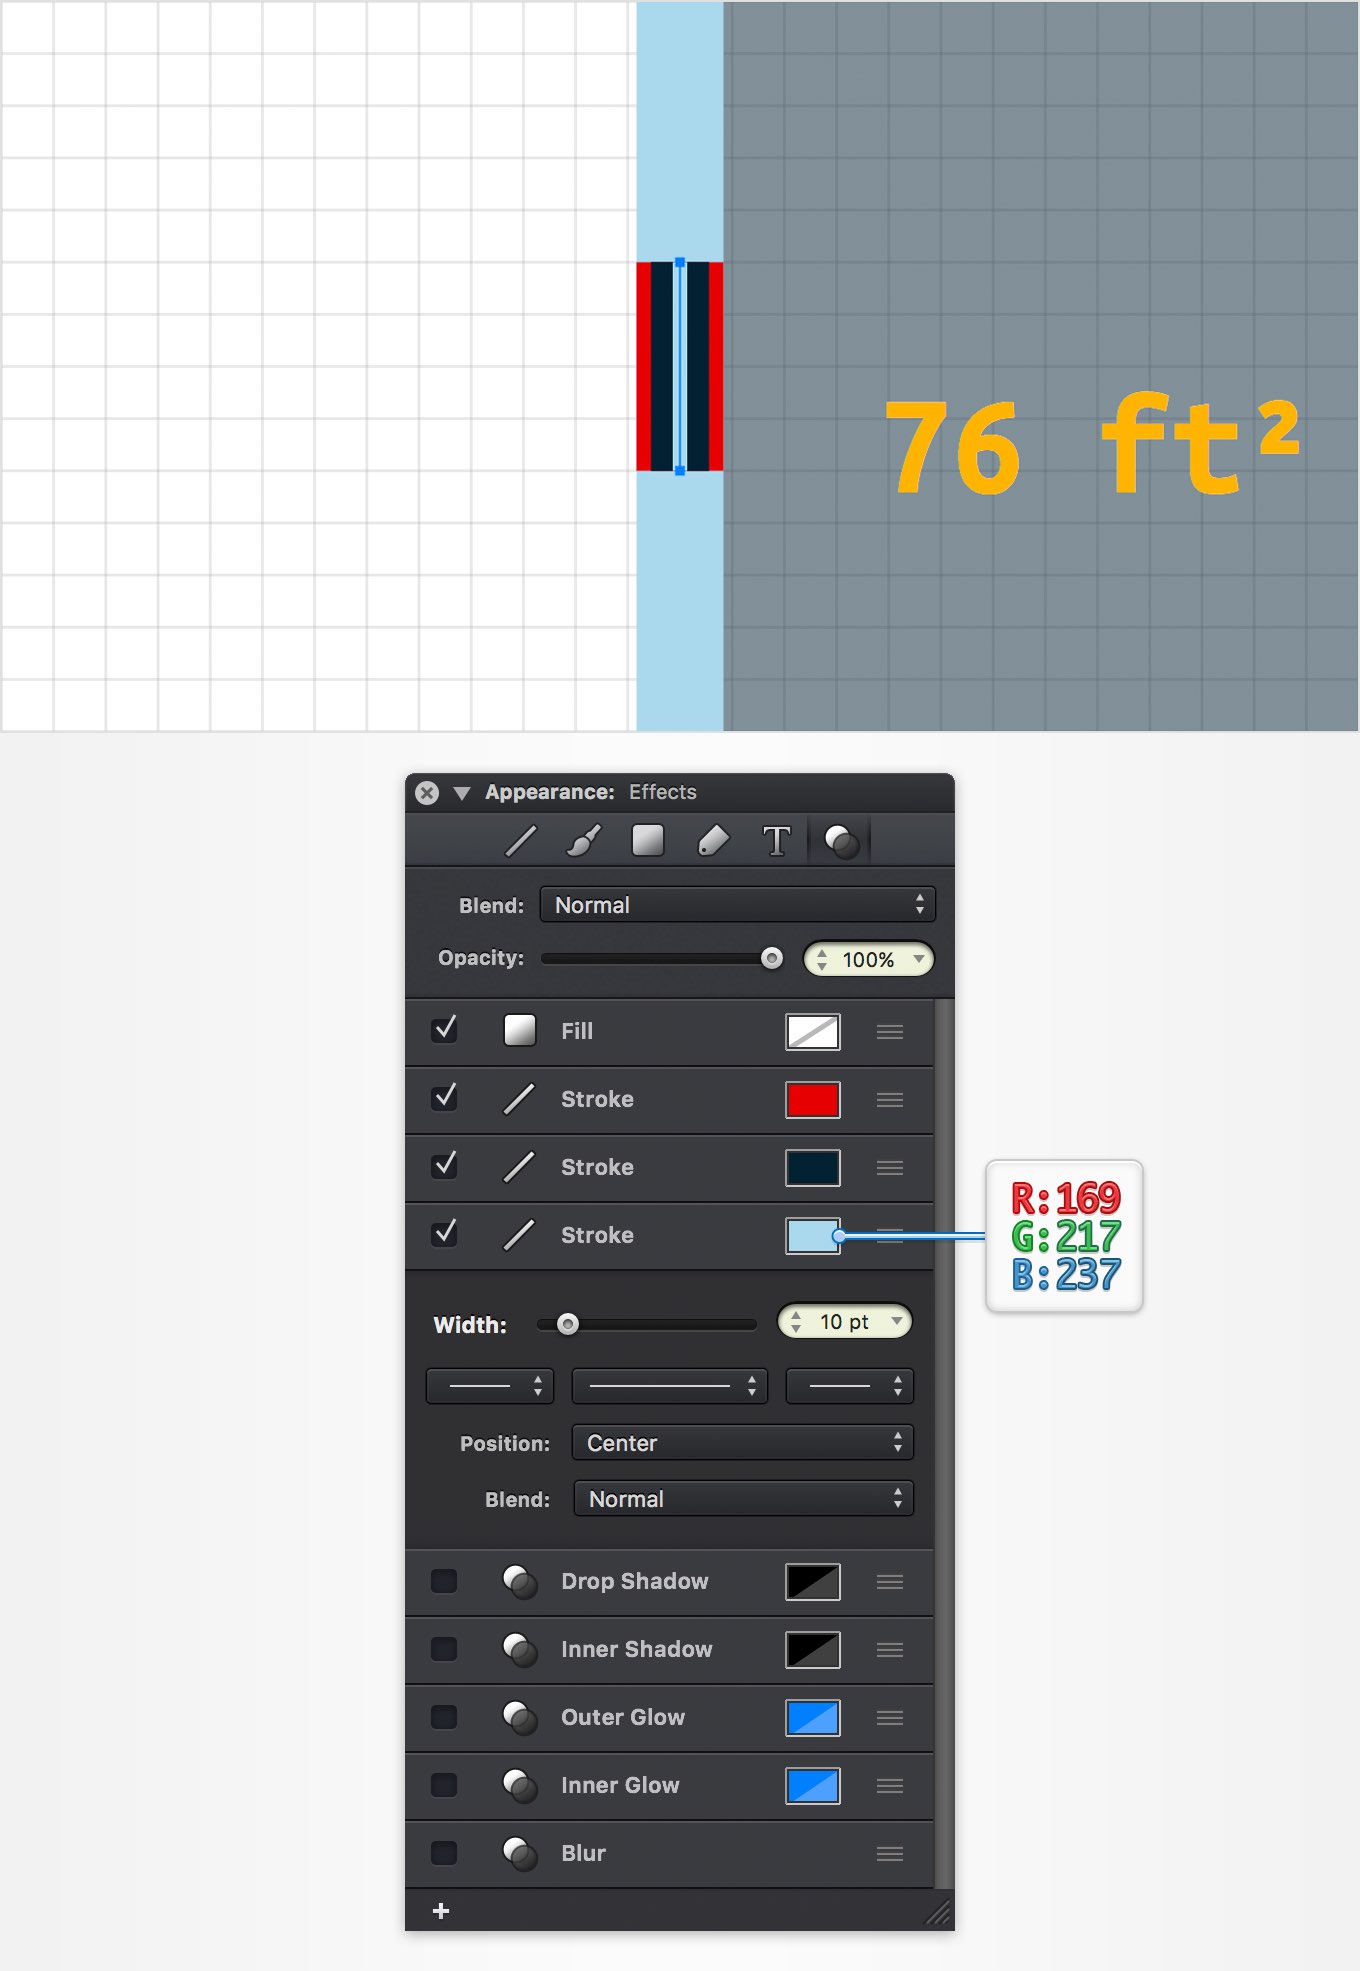 76 ft²
Appearance: Effects
T
Blend: Normal
Opacity: 100%
Fill
Stroke
Stroke
Stroke
R:169
G:217
B:237
Width: 10 pt
Position: Center
Blend: Normal
Drop Shadow
Inner Shadow
Outer Glow
Inner Glow
Blur
+